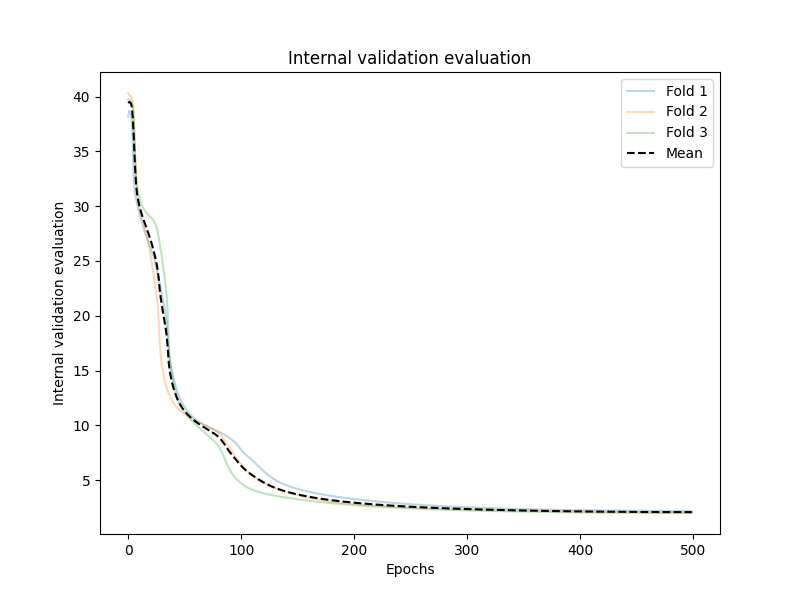 Internal validation evaluation
Fold 1
Fold 2
Fold 3
Mean
Internal validation evaluation
40
35
30
25
20
15
10
5
0 100 200 300 400 500
Epochs